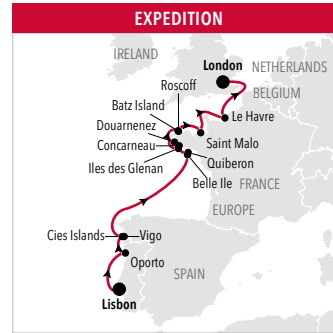 EXPEDITION
IRELAND
London
NETHERLANDS
Roscoff
BELGIUM
Batz Island
Le Havre
Douarnenez
Saint Malo
Concarneau
Quiberon
Iles des Glenan
Belle Ile
FRANCE
EUROPE
Cies Islands
Vigo
Oporto
SPAIN
Lisbon